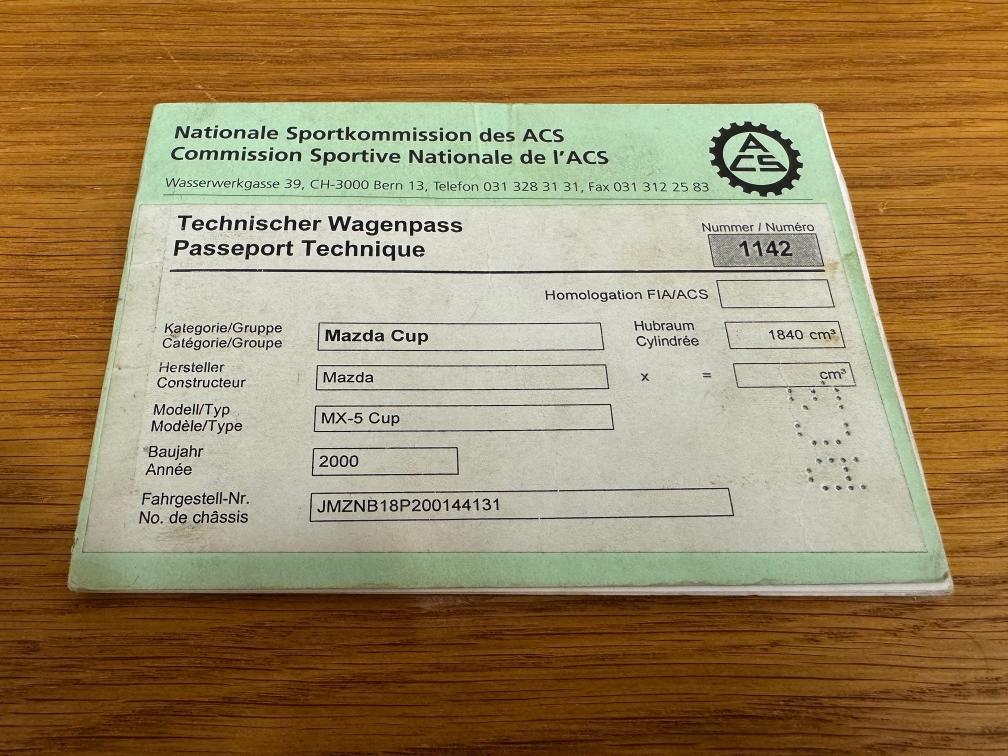 Nationale Sportkommission des ACS
Commission Sportive Nationale de l'ACS
ACS
Wasserwerkgasse 39, CH-3000 Bern 13, Telefon 031 328 31 31, Fax 031 312 25 83
Technischer Wagenpass
Passeport Technique
Nummer / Numéro
1142
Homologation FIA/ACS
Kategorie/Gruppe
Catégorie/Groupe
Mazda Cup
Hubraum
Cylindrée
1840 cm³
Hersteller
Constructeur
Mazda
x =
cm³
Modell/Typ
Modèle/Type
MX-5 Cup
Baujahr
Année
2000
Fahrgestell-Nr.
No. de châssis
JMZNB18P200144131